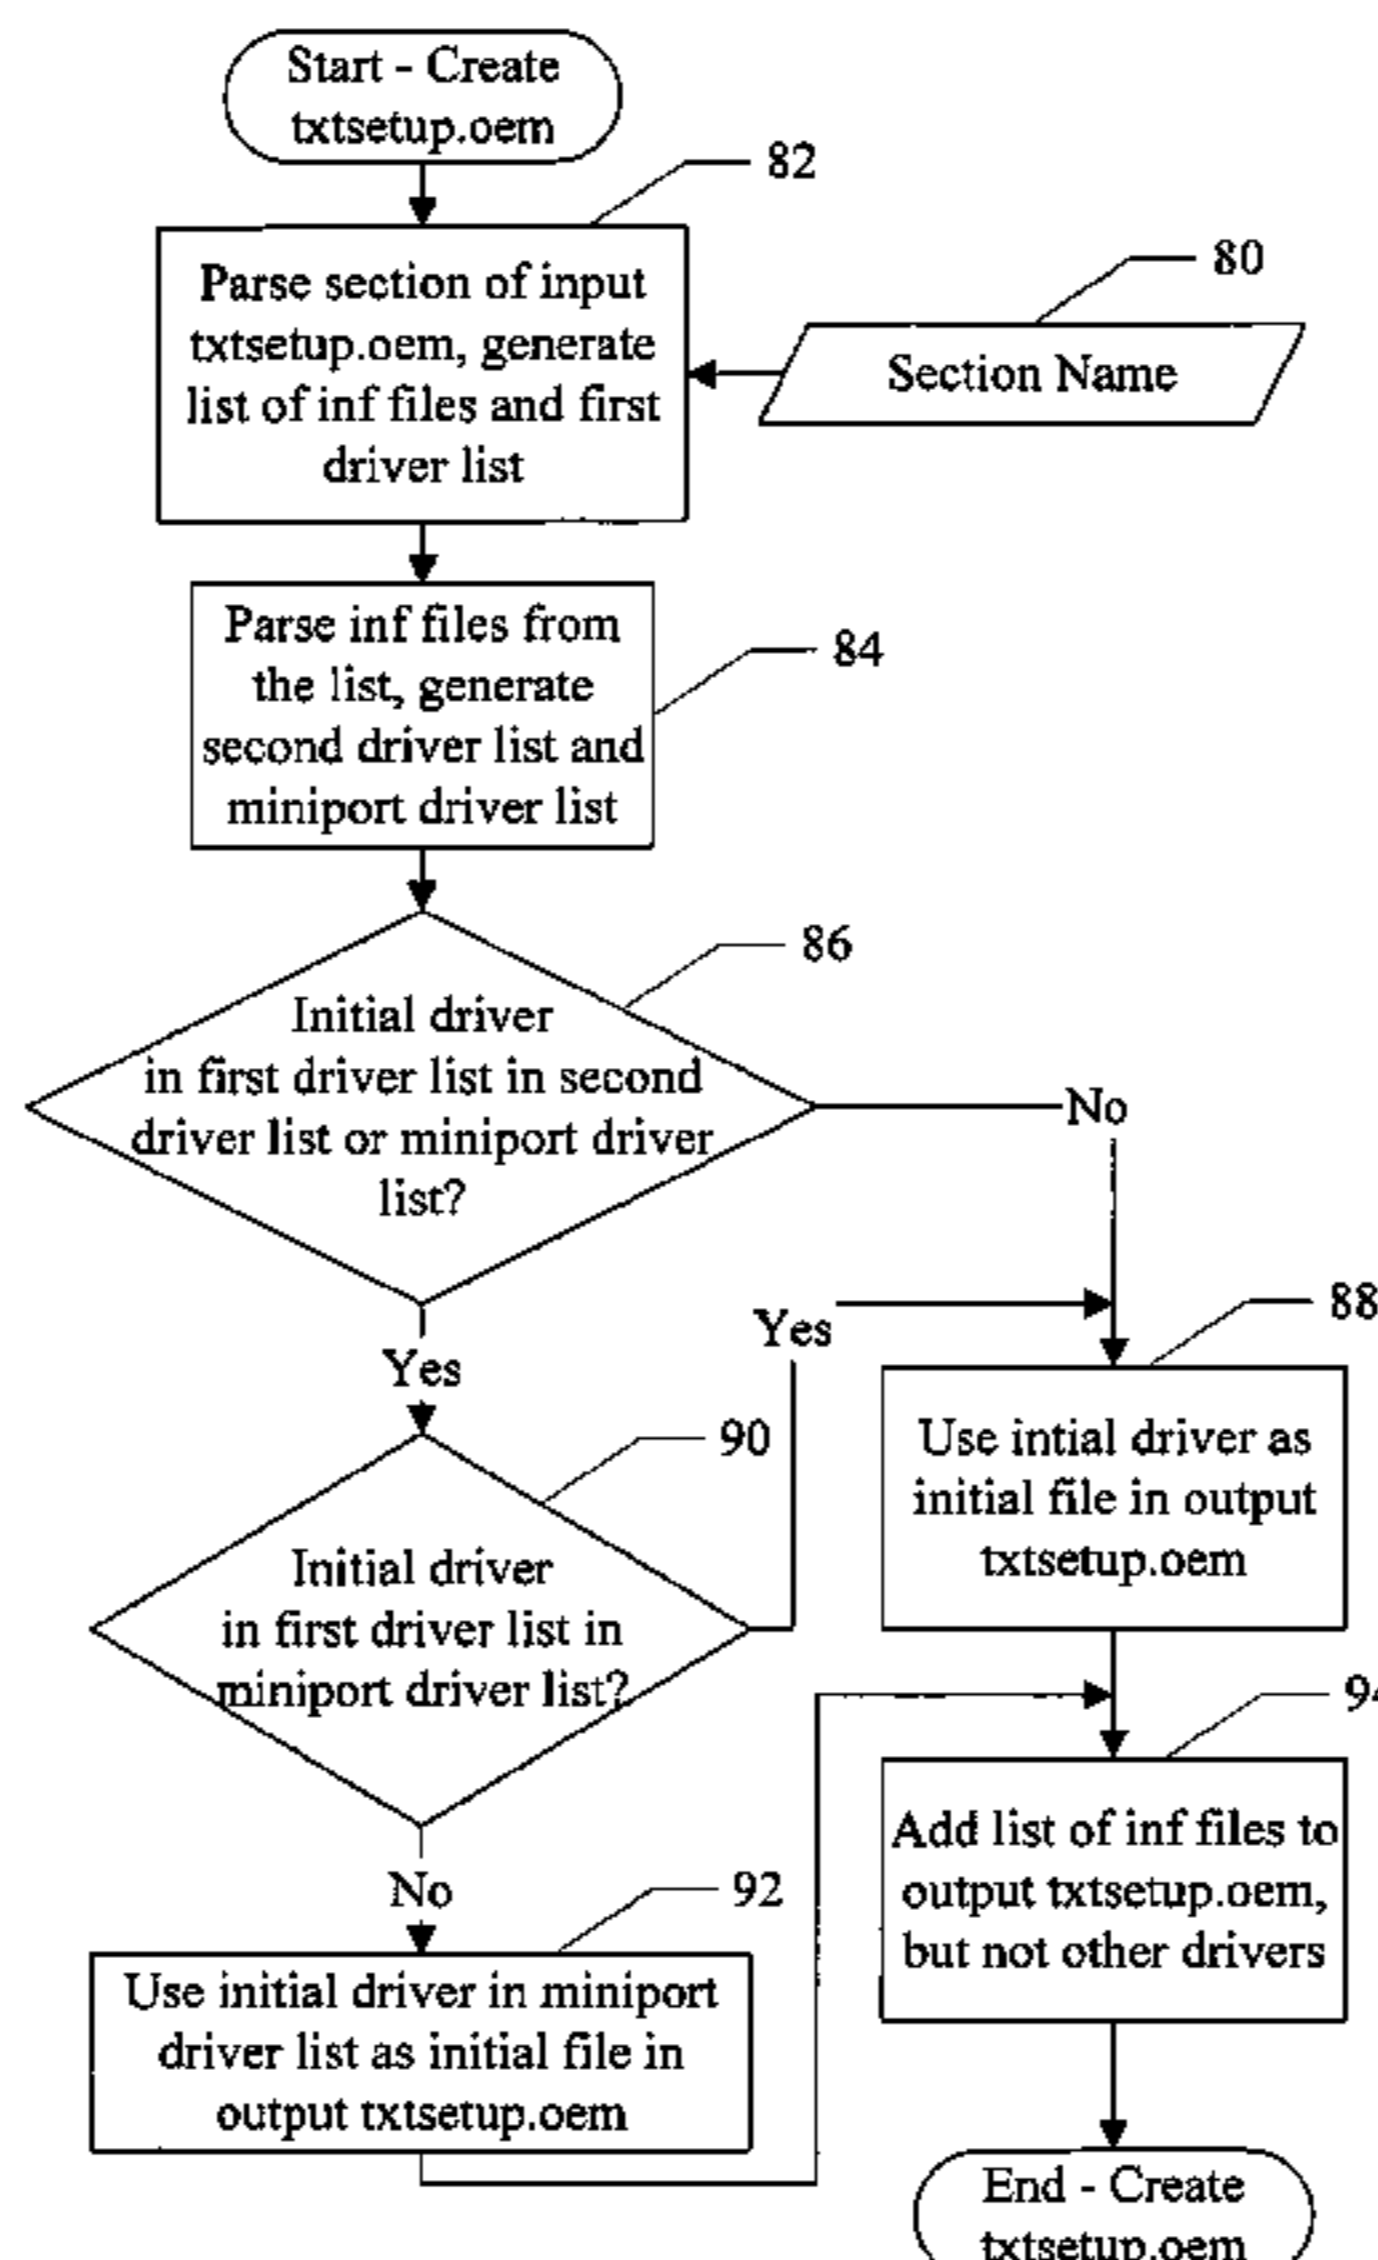 Start - Create
txtsetup.oem
82
Parse section of input
txtsetup.oem, generate
list of inf files and first
driver list
80
Section Name
Parse inf files from
the list, generate
second driver list and
miniport driver list
84
86
Initial driver
in first driver list in second
driver list or miniport driver
list?
No
Yes
Yes
88
Use intial driver as
initial file in output
txtsetup.oem
90
Initial driver
in first driver list in
miniport driver list?
94
Add list of inf files to
output txtsetup.oem,
but not other drivers
No
92
Use initial driver in miniport
driver list as initial file in
output txtsetup.oem
End - Create
txtsetup.oem